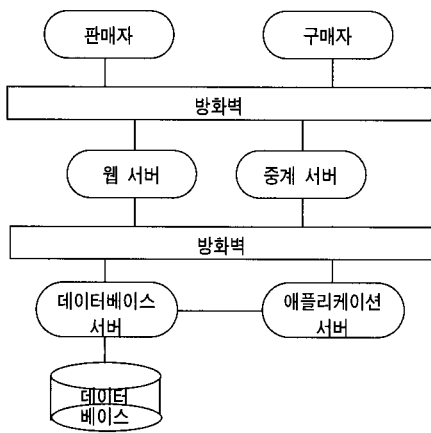 판매자
구매자
방화벽
웹 서버
중계 서버
방화벽
데이터베이스
서버
애플리케이션
서버
데이터
베이스